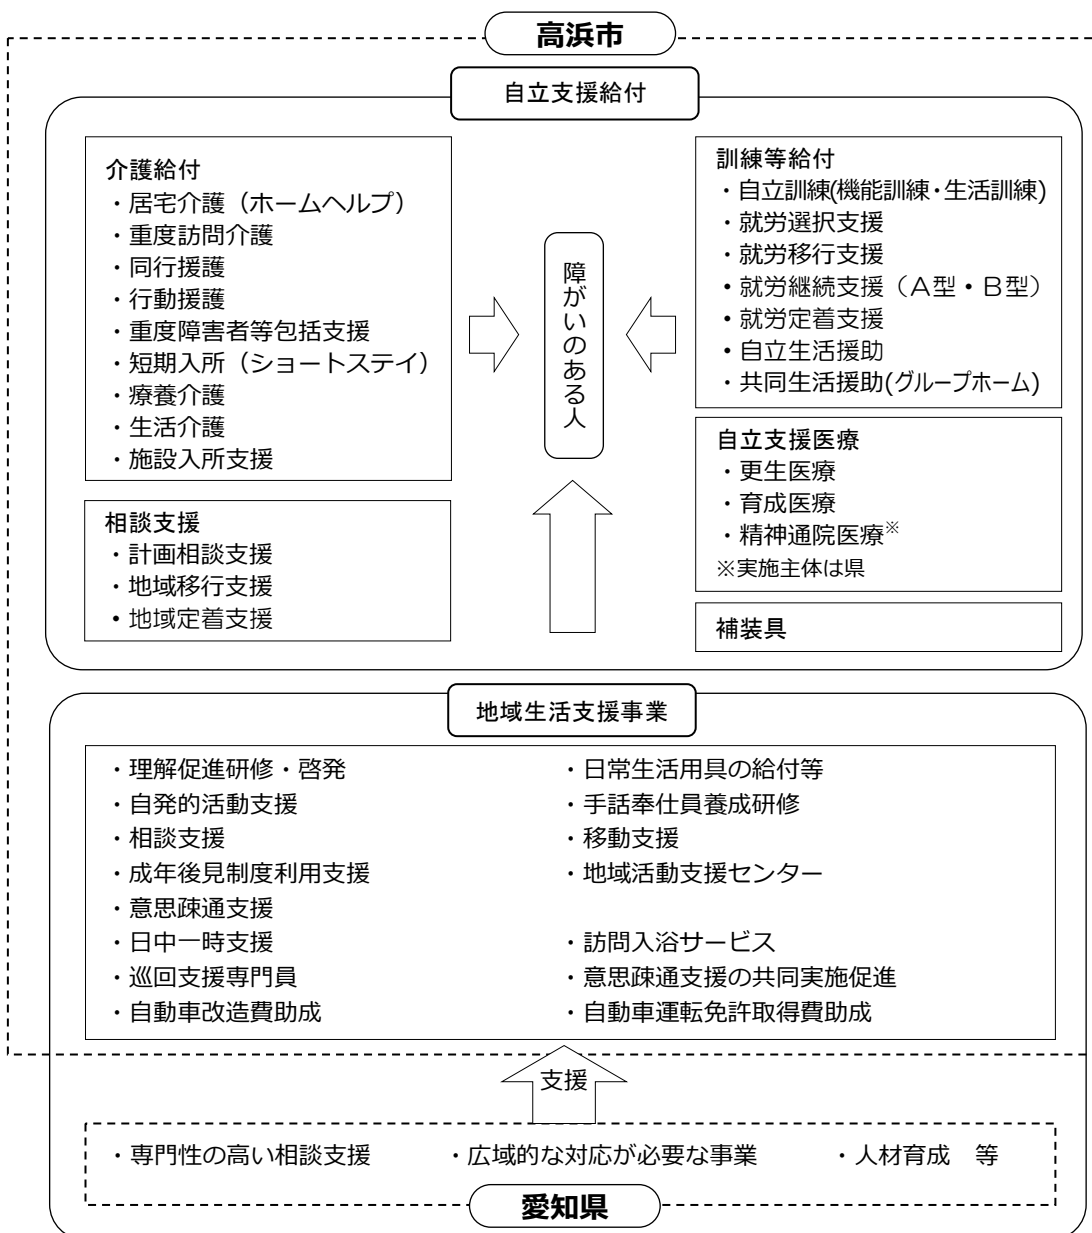 高浜市
自立支援給付
介護給付
・居宅介護（ホームヘルプ）
・重度訪問介護
・同行援護
・行動援護
・重度障害者等包括支援
・短期入所（ショートステイ）
・療養介護
・生活介護
・施設入所支援
相談支援
・計画相談支援
・地域移行支援
・地域定着支援
障がいのある人
訓練等給付
・自立訓練(機能訓練・生活訓練)
・就労選択支援
・就労移行支援
・就労継続支援（Ａ型・Ｂ型）
・就労定着支援
・自立生活援助
・共同生活援助(グループホーム)
自立支援医療
・更生医療
・育成医療
・精神通院医療※
※実施主体は県
補装具
地域生活支援事業
・理解促進研修・啓発
・自発的活動支援
・相談支援
・成年後見制度利用支援
・意思疎通支援
・日中一時支援
・巡回支援専門員
・自動車改造費助成
・日常生活用具の給付等
・手話奉仕員養成研修
・移動支援
・地域活動支援センター
・訪問入浴サービス
・意思疎通支援の共同実施促進
・自動車運転免許取得費助成
支援
・専門性の高い相談支援　・広域的な対応が必要な事業　・人材育成　等
愛知県